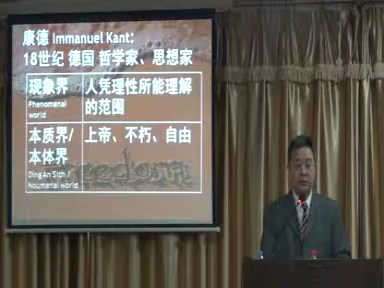 康德 Immanuel Kant:
18世纪 德国 哲学家、思想家
现象界
Phenomenal
world
人凭理性所能理解
的范围
本质界/
本体界
Ding An Sich /
Noumenal world
上帝、不朽、自由